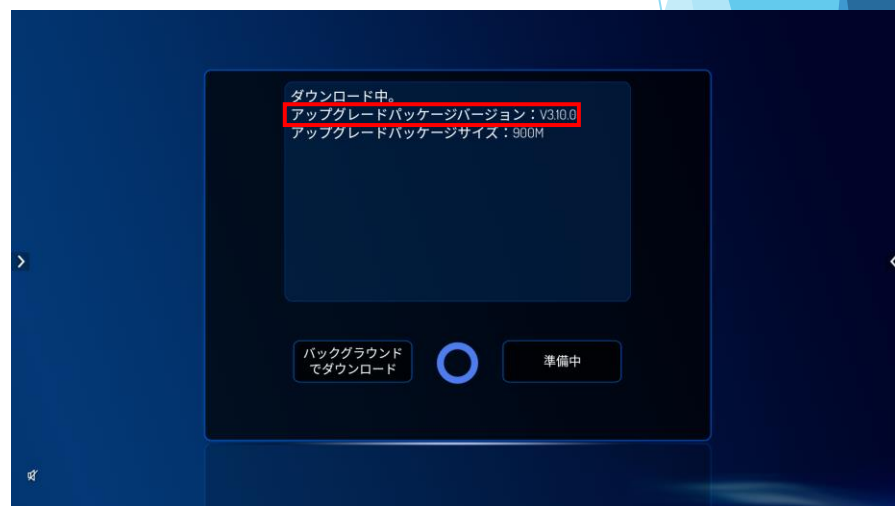 ダウンロード中。
アップグレードパッケージバージョン：V3.10.0
アップグレードパッケージサイズ：900M
バックグラウンド
でダウンロード
準備中